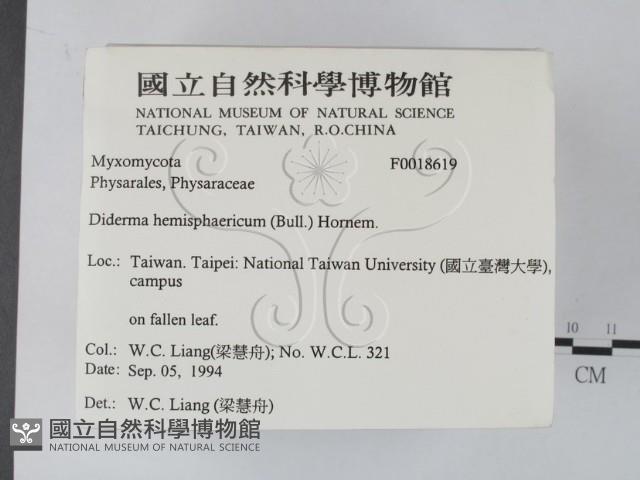 國立自然科學博物館
NATIONAL MUSEUM OF NATURAL SCIENCE
TAICHUNG, TAIWAN, R.O.CHINA
Myxomycota F0018619
Physarales, Physaraceae
Diderma hemisphaericum (Bull.) Hornem.
Loc.: Taiwan. Taipei: National Taiwan University (國立臺灣大學),
campus
on fallen leaf.
Col.: W.C. Liang(梁慧舟); No. W.C.L. 321
Date: Sep. 05, 1994
Det.: W.C. Liang (梁慧舟)
10 11
CM
國立自然科學博物館
NATIONAL MUSEUM OF NATURAL SCIENCE